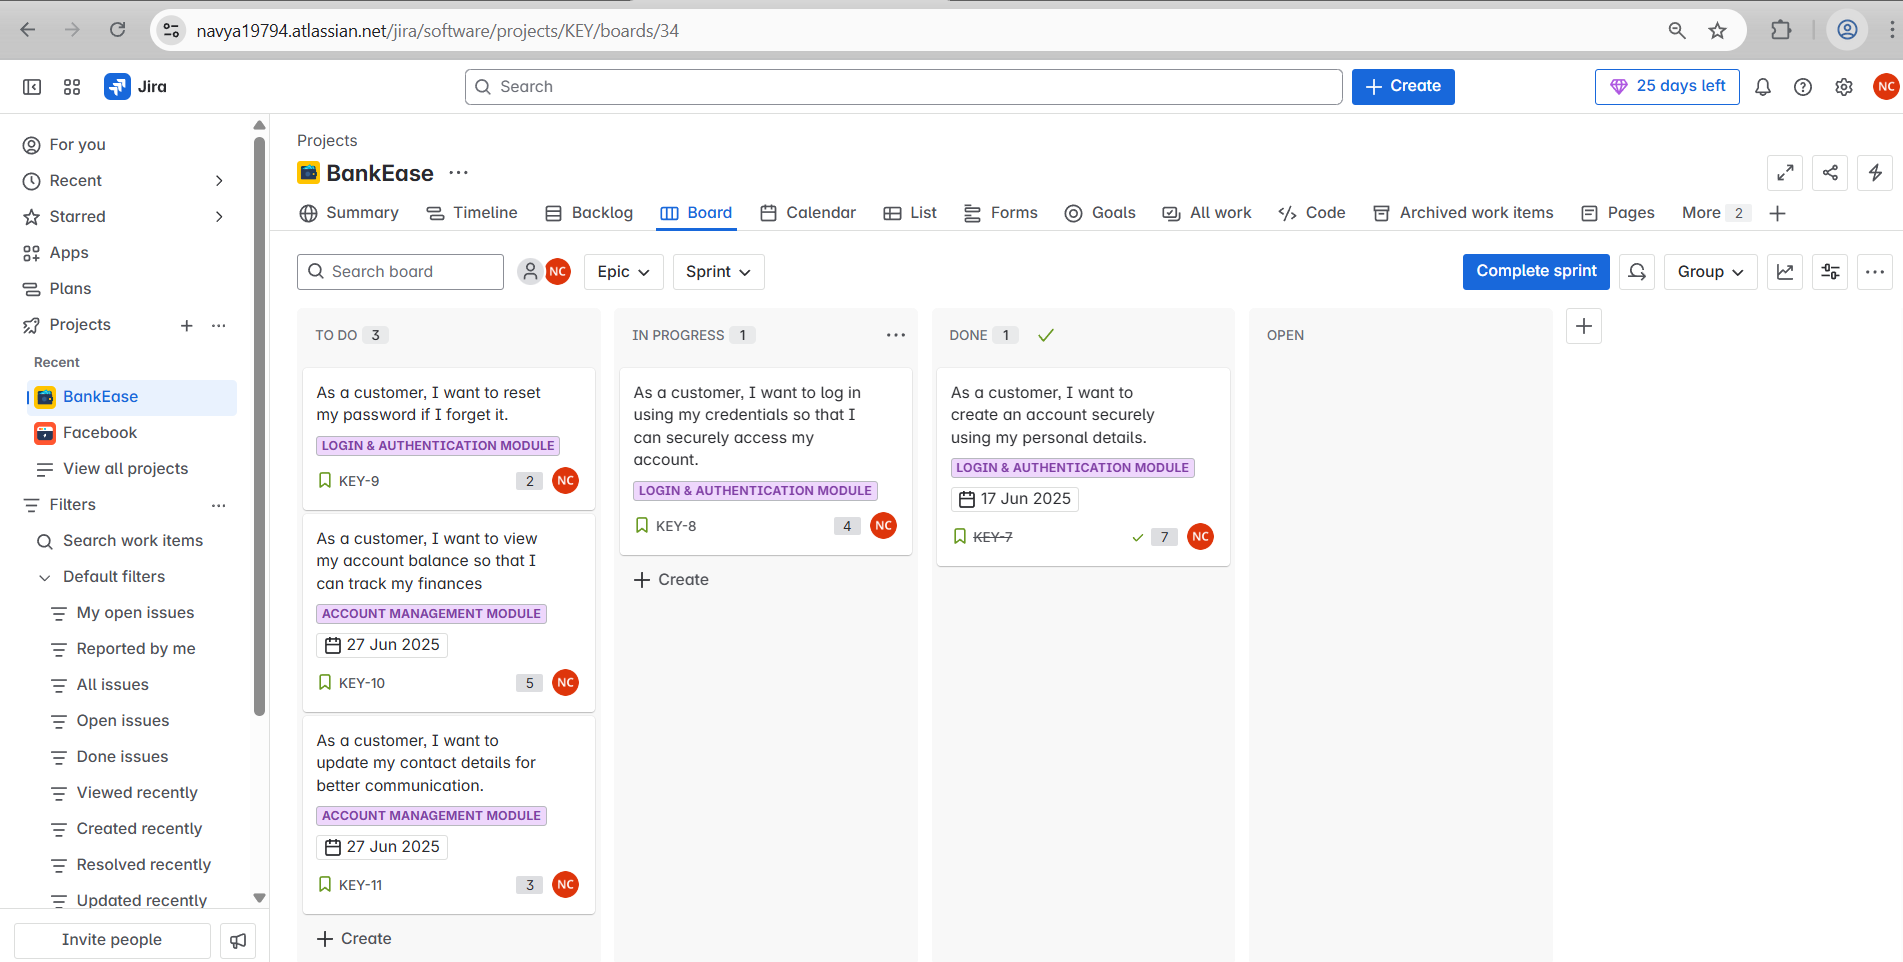 navya19794.atlassian.net/jira/software/projects/KEY/boards/34
Jira
Search
Create
25 days left
NC
For you
Recent
Starred
Apps
Plans
Projects
Recent
BankEase
Facebook
View all projects
Filters
Search work items
Default filters
My open issues
Reported by me
All issues
Open issues
Done issues
Viewed recently
Created recently
Resolved recently
Updated recently
Invite people
Projects
BankEase
Summary
Timeline
Backlog
Board
Calendar
List
Forms
Goals
All work
Code
Archived work items
Pages
More 2
Search board
NC
Epic
Sprint
Complete sprint
Group
TO DO 3
As a customer, I want to reset
my password if I forget it.
LOGIN & AUTHENTICATION MODULE
KEY-9
2
NC
As a customer, I want to view
my account balance so that I
can track my finances
ACCOUNT MANAGEMENT MODULE
27 Jun 2025
KEY-10
5
NC
As a customer, I want to
update my contact details for
better communication.
ACCOUNT MANAGEMENT MODULE
27 Jun 2025
KEY-11
3
NC
Create
IN PROGRESS 1
As a customer, I want to log in
using my credentials so that I
can securely access my
account.
LOGIN & AUTHENTICATION MODULE
KEY-8
4
NC
Create
DONE 1
As a customer, I want to
create an account securely
using my personal details.
LOGIN & AUTHENTICATION MODULE
17 Jun 2025
KEY-7
7
NC
OPEN